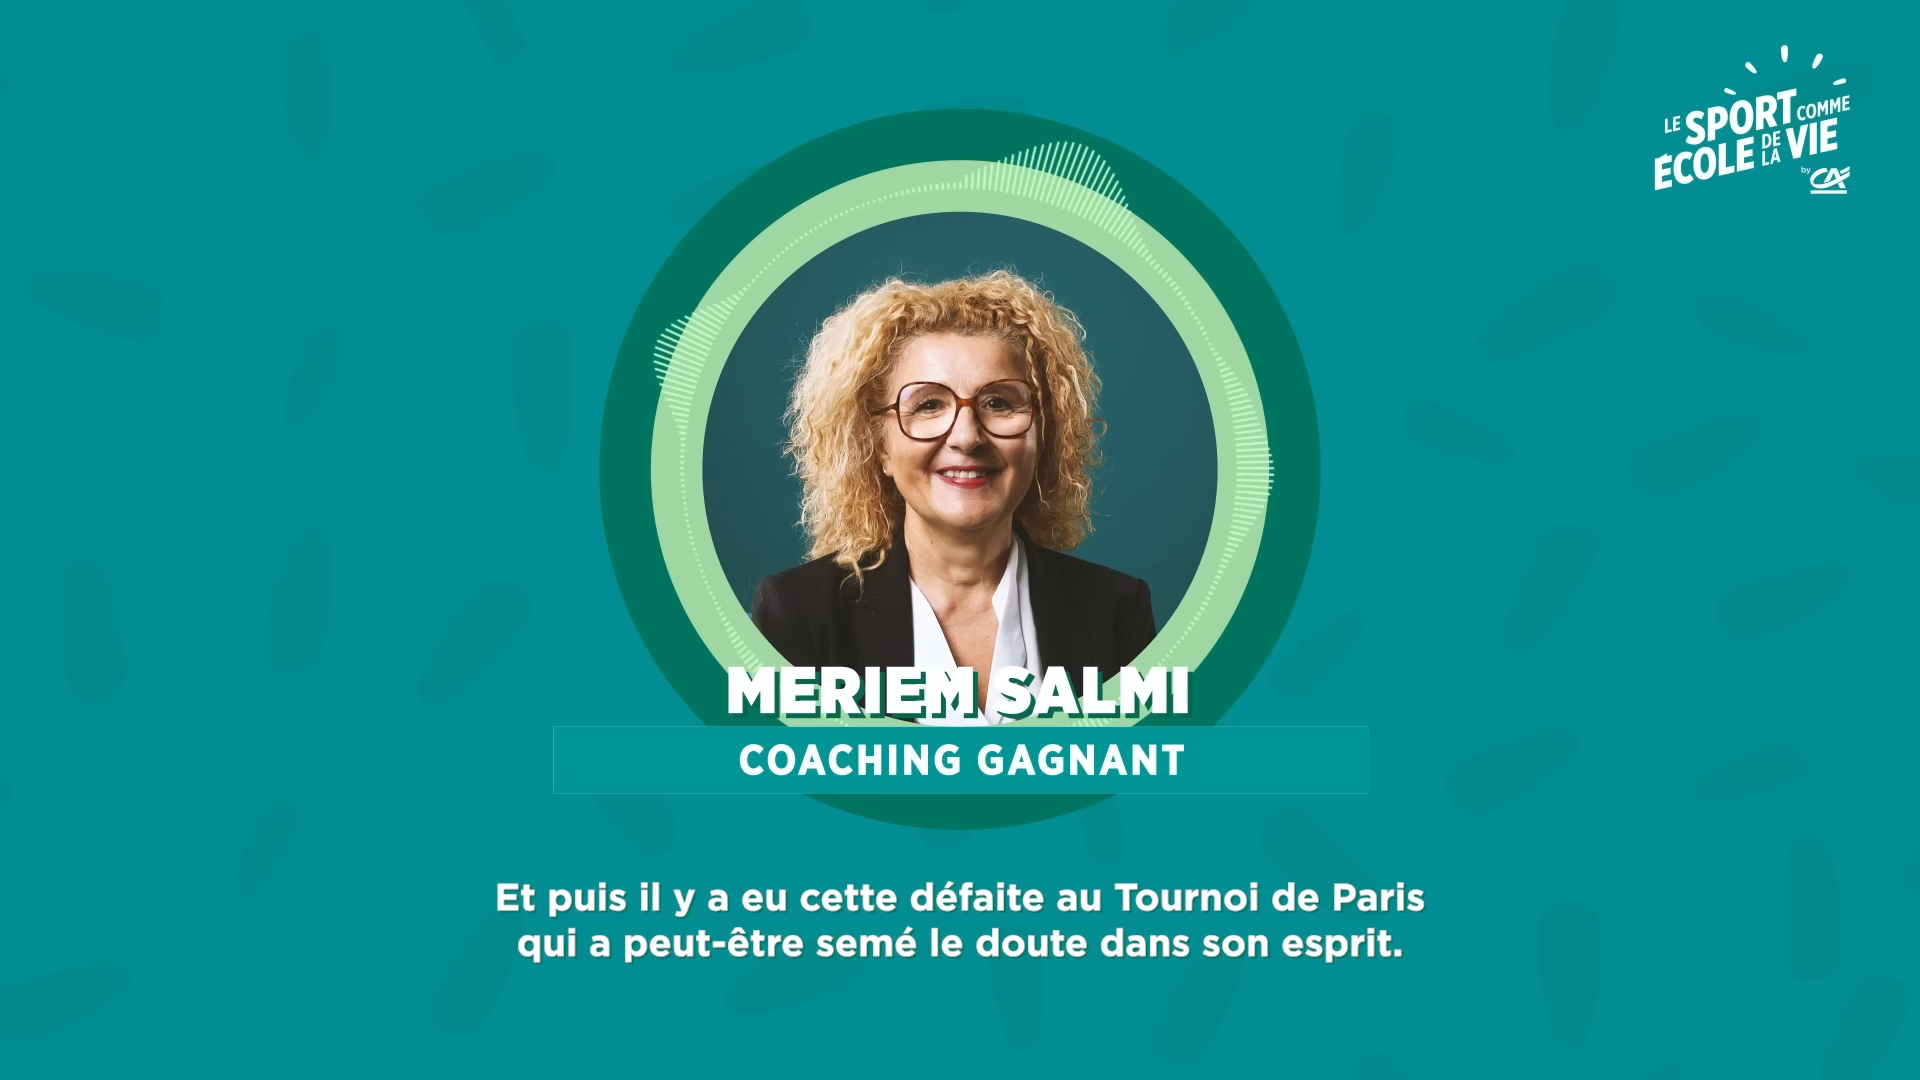 LE SPORT COMME
ÉCOLE DE LA VIE
by CA
MERIEM SALMI
COACHING GAGNANT
Et puis il y a eu cette défaite au Tournoi de Paris
qui a peut-être semé le doute dans son esprit.